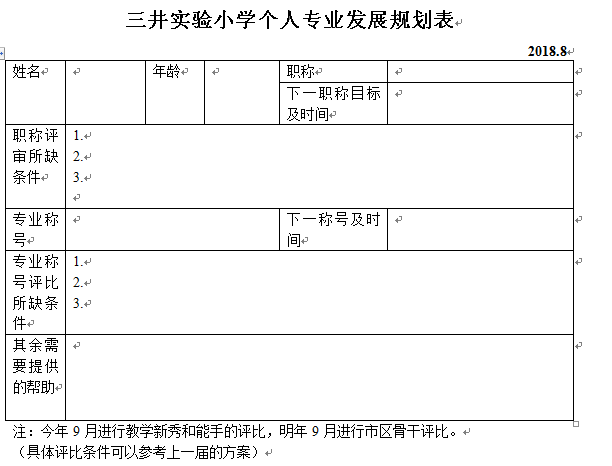 三井实验小学个人专业发展规划表
2018.8
姓名
年龄
职称
下一职称目标
及时间
职称评
审所缺
条件
1.
2.
3.
专业称
号
下一称号及时
间
专业称
号评比
所缺条
件
1.
2.
3.
其余需
要提供
的帮助
注：今年 9 月进行教学新秀和能手的评比，明年 9 月进行市区骨干评比。
（具体评比条件可以参考上一届的方案）